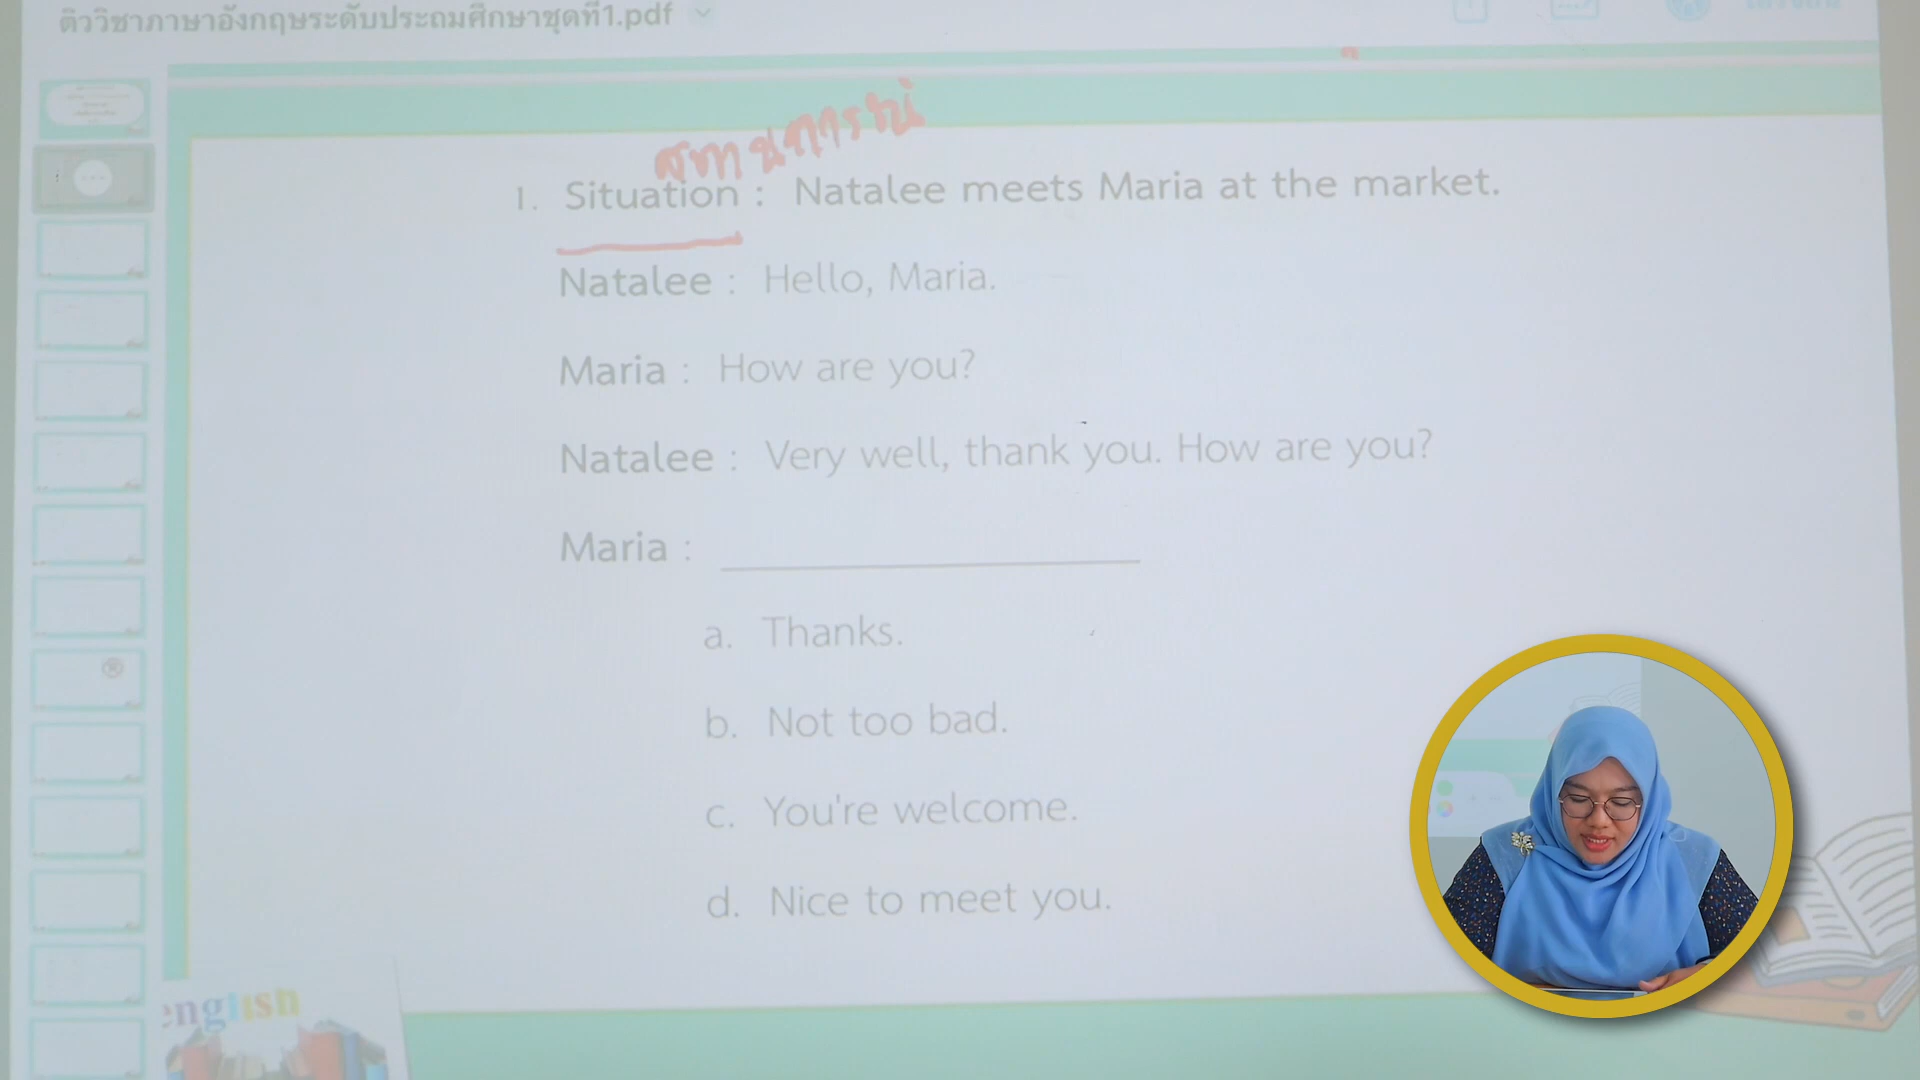 ติววิชาภาษาอังกฤษระดับประถมศึกษาชุดที่1.pdf
สถานการณ์
1. Situation : Natalee meets Maria at the market.
Natalee : Hello, Maria.
Maria : How are you?
Natalee : Very well, thank you. How are you?
Maria :
a. Thanks.
b. Not too bad.
c. You're welcome.
d. Nice to meet you.
english